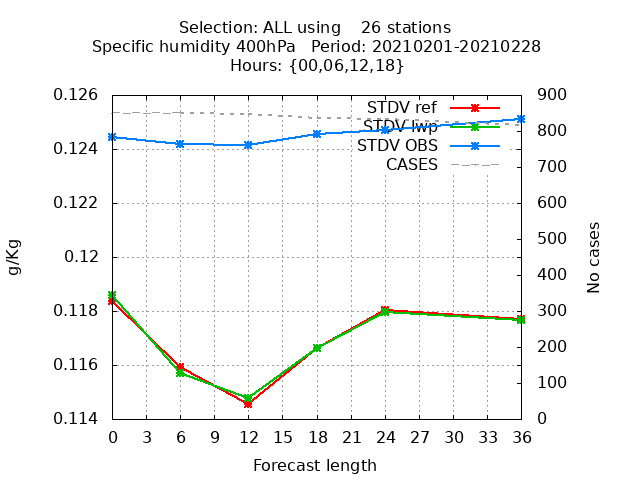 Selection: ALL using    26 stations
Specific humidity 400hPa   Period: 20210201-20210228
Hours: {00,06,12,18}
0.126
0.124
0.122
0.12
0.118
0.116
0.114
g/Kg
STDV ref
STDV lwp
STDV OBS
CASES
900
800
700
600
500
400
300
200
100
0
No cases
0 3 6 9 12 15 18 21 24 27 30 33 36
Forecast length